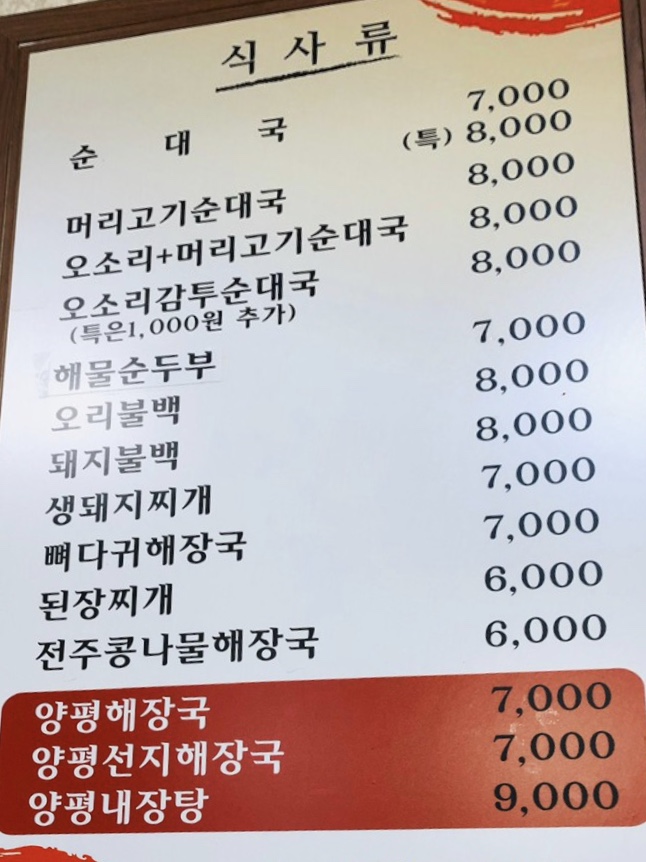 식사류
순대국 7,000
(특) 8,000
머리고기순대국 8,000
오소리+머리고기순대국 8,000
오소리감투순대국 8,000
(특은1,000원 추가)
해물순두부 7,000
오리불백 8,000
돼지불백 8,000
생돼지찌개 7,000
뼈다귀해장국 7,000
된장찌개 6,000
전주콩나물해장국 6,000
양평해장국 7,000
양평선지해장국 7,000
양평내장탕 9,000